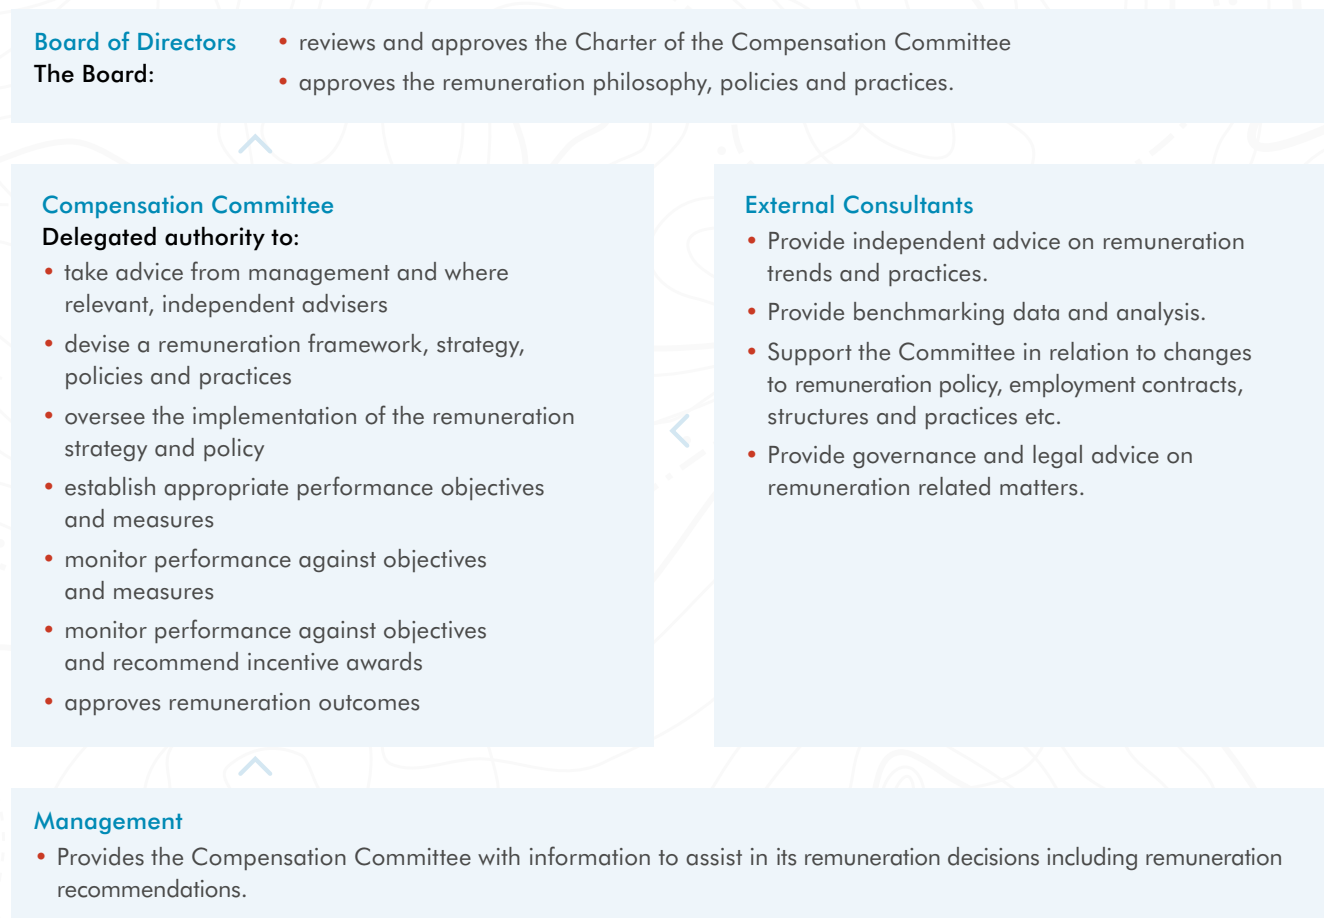 Board of Directors
The Board:
• reviews and approves the Charter of the Compensation Committee
• approves the remuneration philosophy, policies and practices.
Compensation Committee
Delegated authority to:
• take advice from management and where
relevant, independent advisers
• devise a remuneration framework, strategy,
policies and practices
• oversee the implementation of the remuneration
strategy and policy
• establish appropriate performance objectives
and measures
• monitor performance against objectives
and measures
• monitor performance against objectives
and recommend incentive awards
• approves remuneration outcomes
External Consultants
• Provide independent advice on remuneration
trends and practices.
• Provide benchmarking data and analysis.
• Support the Committee in relation to changes
to remuneration policy, employment contracts,
structures and practices etc.
• Provide governance and legal advice on
remuneration related matters.
Management
• Provides the Compensation Committee with information to assist in its remuneration decisions including remuneration
recommendations.